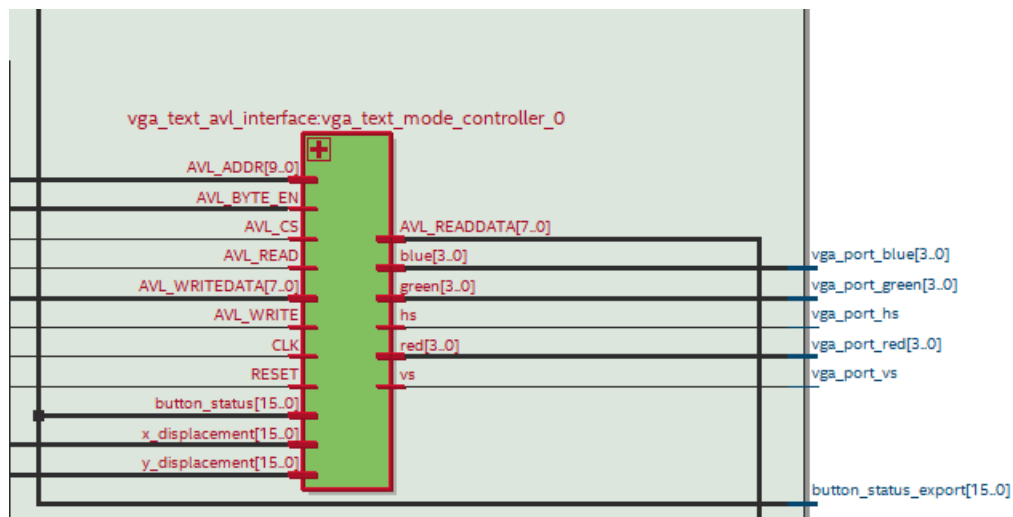 vga_text_avl_interface:vga_text_mode_controller_0
AVL_ADDR[9..0]
AVL_BYTE_EN
AVL_CS
AVL_READ
AVL_WRITEDATA[7..0]
AVL_WRITE
CLK
RESET
button_status[15..0]
x_displacement[15..0]
y_displacement[15..0]
AVL_READDATA[7..0]
blue[3..0]
green[3..0]
hs
red[3..0]
vs
vga_port_blue[3..0]
vga_port_green[3..0]
vga_port_hs
vga_port_red[3..0]
vga_port_vs
button_status_export[15..0]